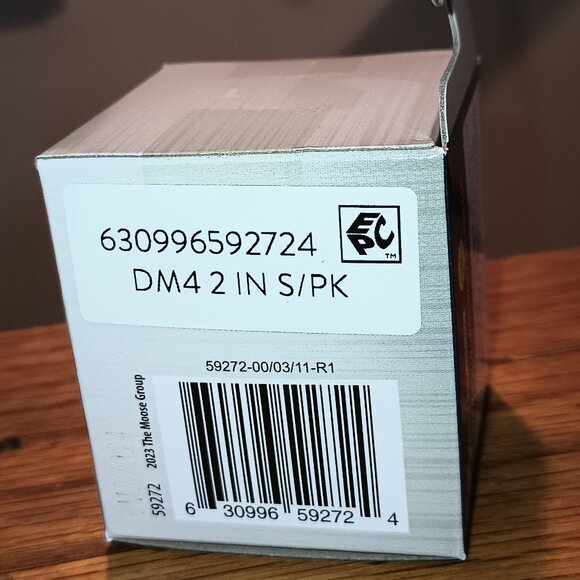 630996592724 EPC TM
DM4 2 IN S/PK
59272-00/03/11-R1
59272 2023 The Moose Group
6 30996 59272 4